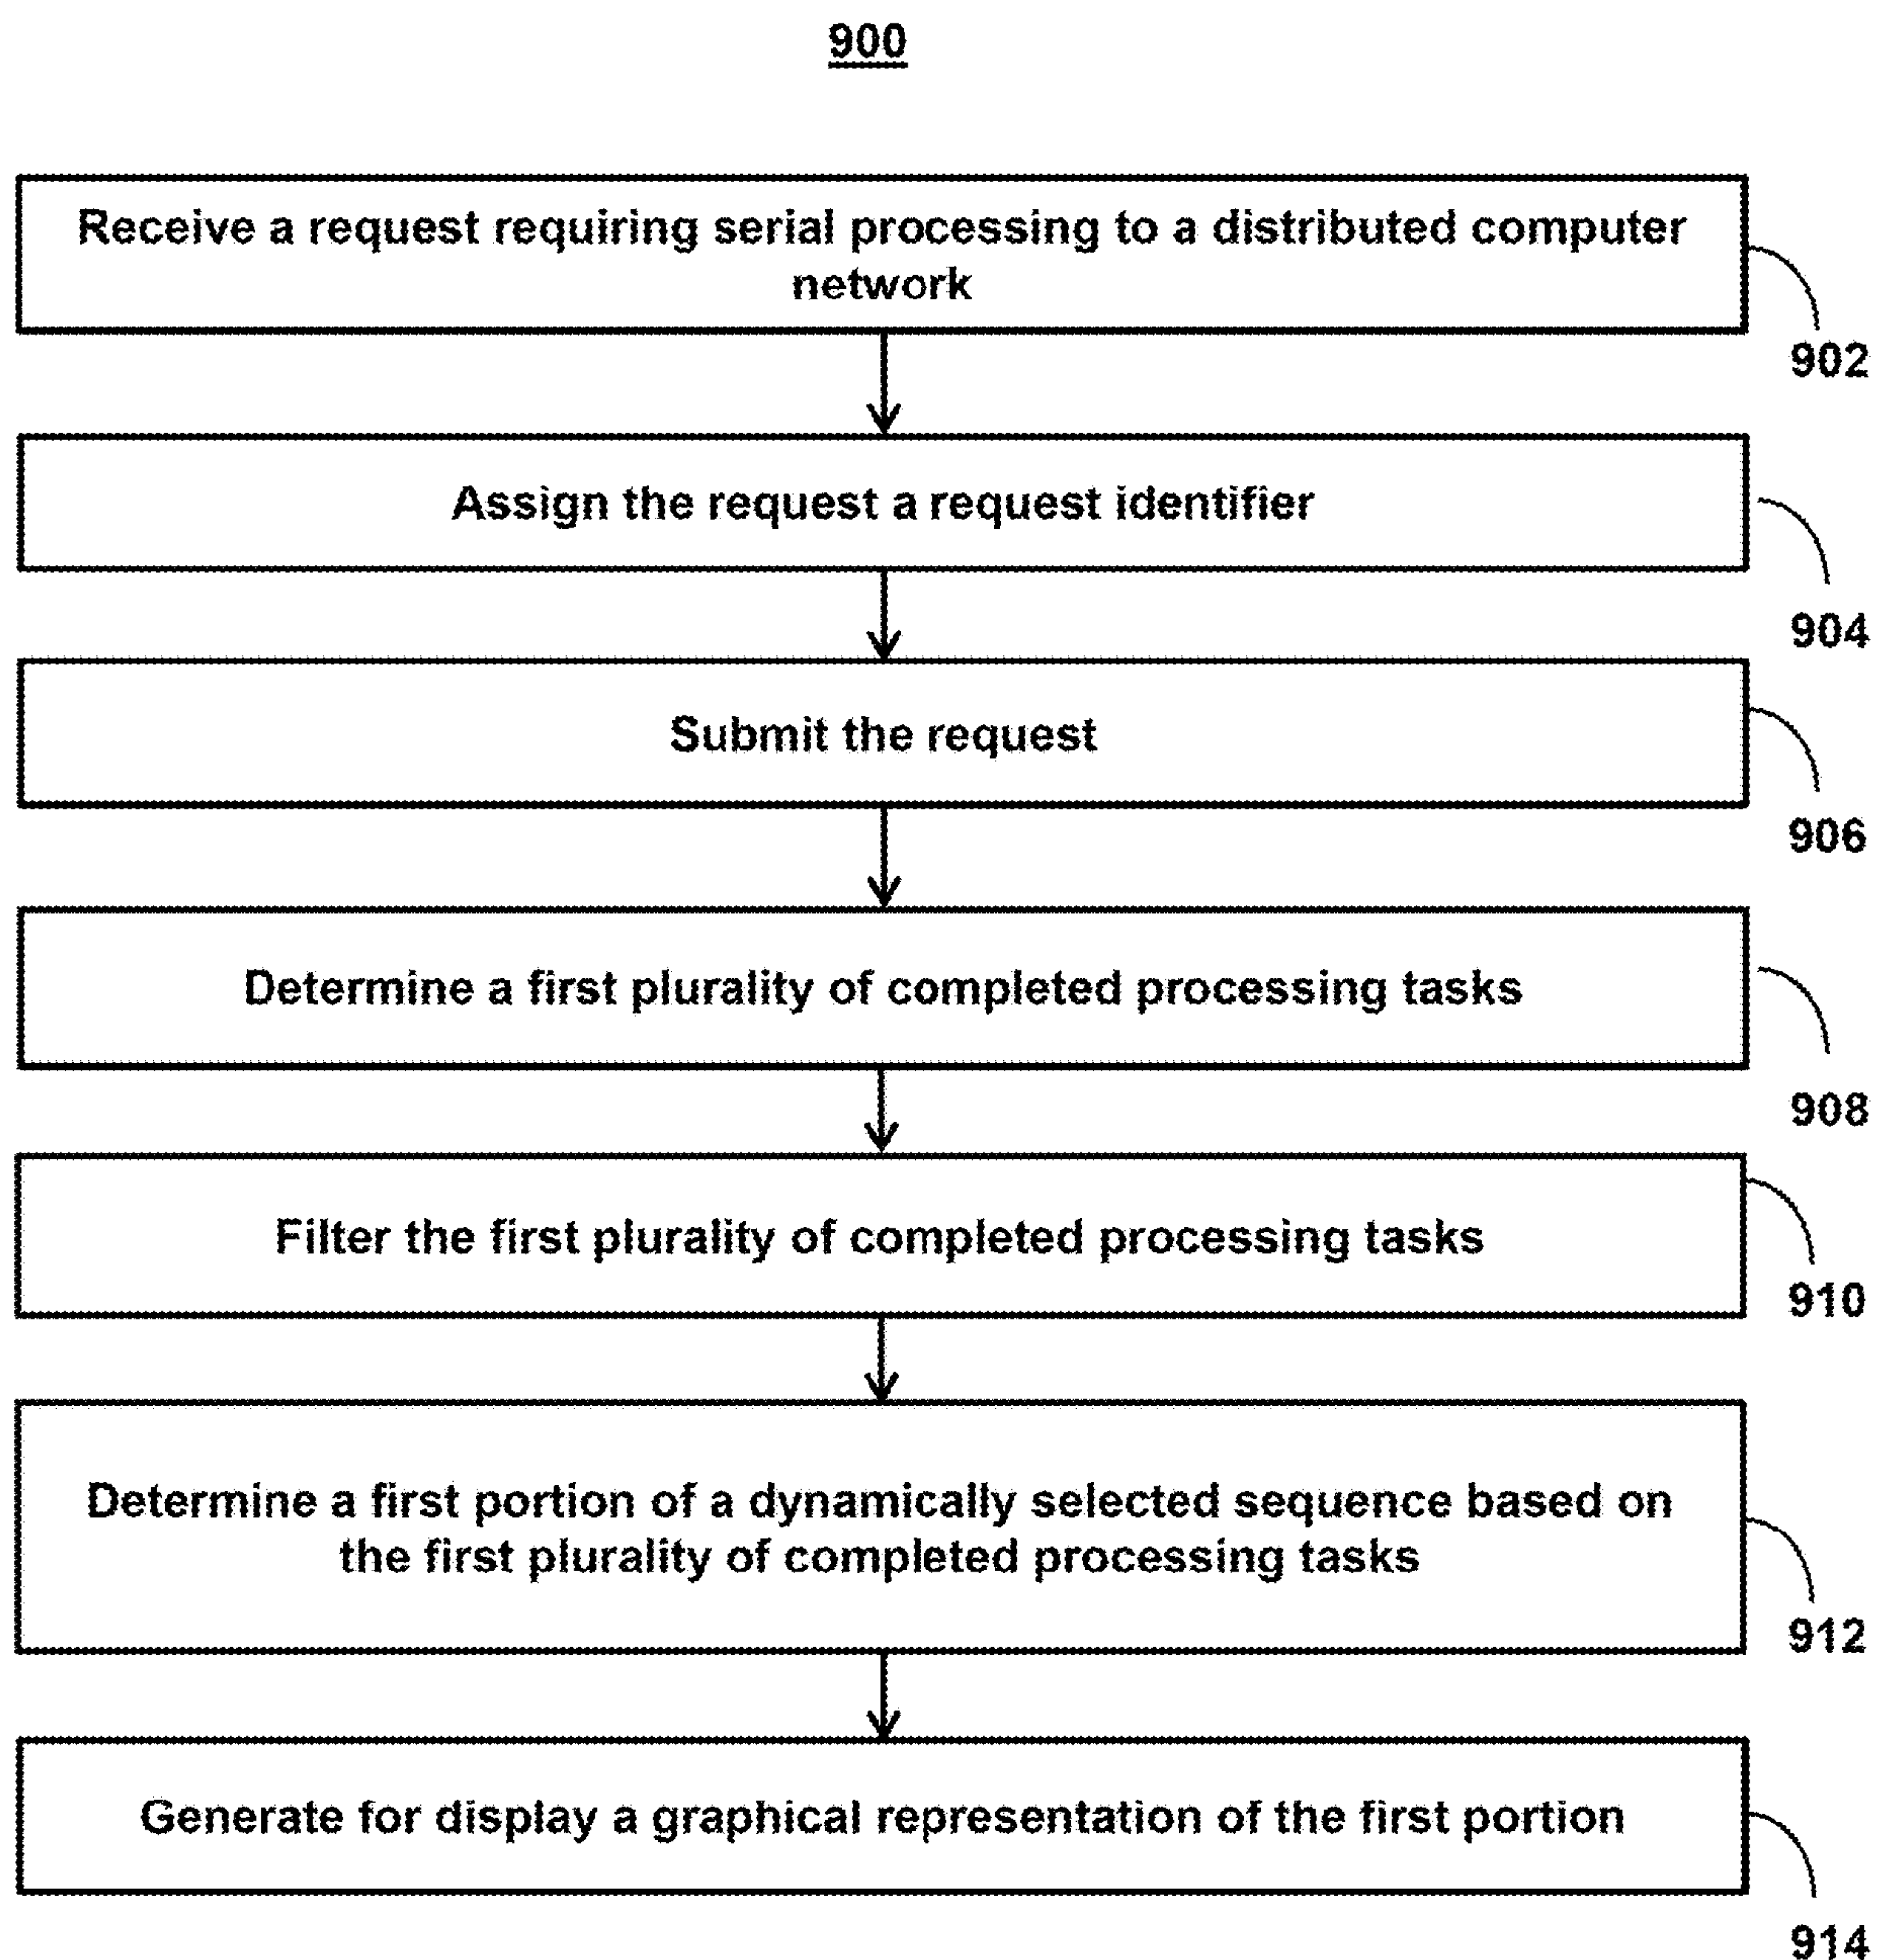 900
Receive a request requiring serial processing to a distributed computer
network
902
Assign the request a request identifier
904
Submit the request
906
Determine a first plurality of completed processing tasks
908
Filter the first plurality of completed processing tasks
910
Determine a first portion of a dynamically selected sequence based on
the first plurality of completed processing tasks
912
Generate for display a graphical representation of the first portion
914